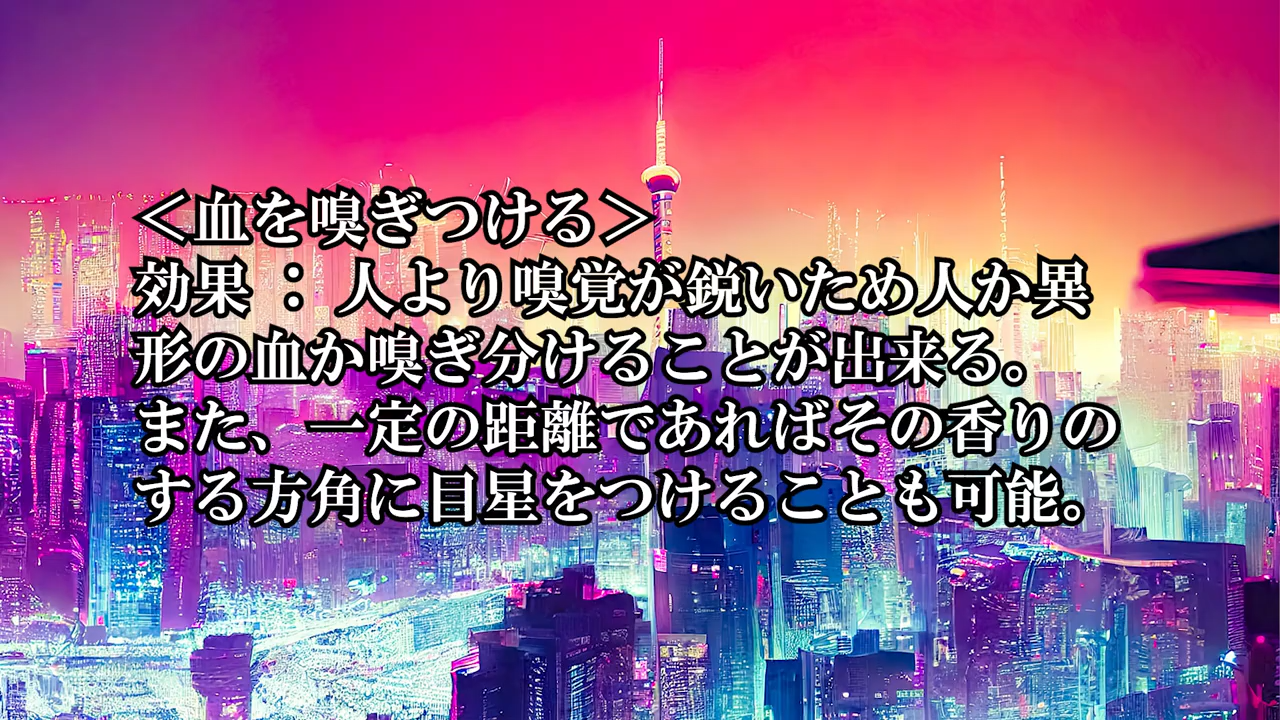 ＜血を嗅ぎつける＞
効果 ： 人より嗅覚が鋭いため人か異
形の血か嗅ぎ分けることが出来る。
また、一定の距離であればその香りの
する方角に目星をつけることも可能。